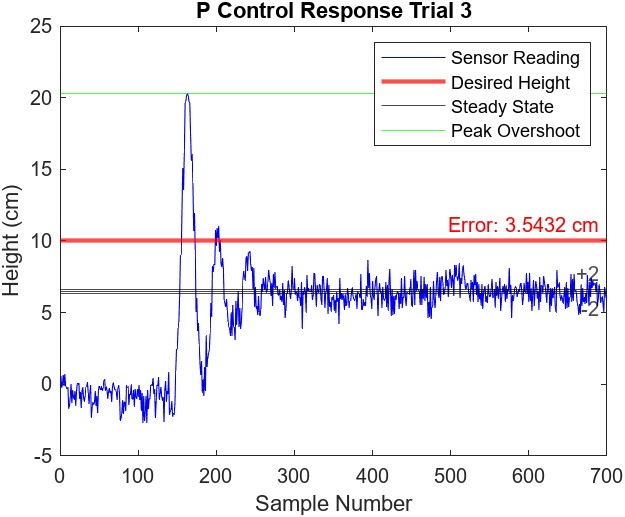 P Control Response Trial 3
25
20
15
10
5
0
-5
Height (cm)
Sensor Reading
Desired Height
Steady State
Peak Overshoot
Error: 3.5432 cm
+2
-2
0 100 200 300 400 500 600 700
Sample Number